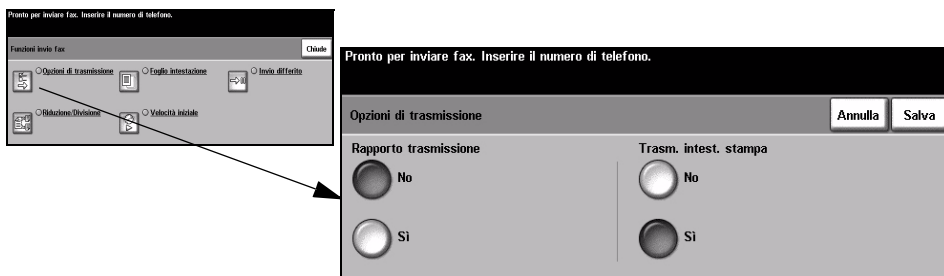 Pronto per inviare fax. Inserire il numero di telefono.
Funzioni invio fax
Chiude
Opzioni di trasmissione
Foglio intestazione
Invio differito
Riduzione/Divisione
Velocità iniziale
Pronto per inviare fax. Inserire il numero di telefono.
Opzioni di trasmissione
Annulla
Salva
Rapporto trasmissione
Trasm. intest. stampa
No
No
Sì
Sì